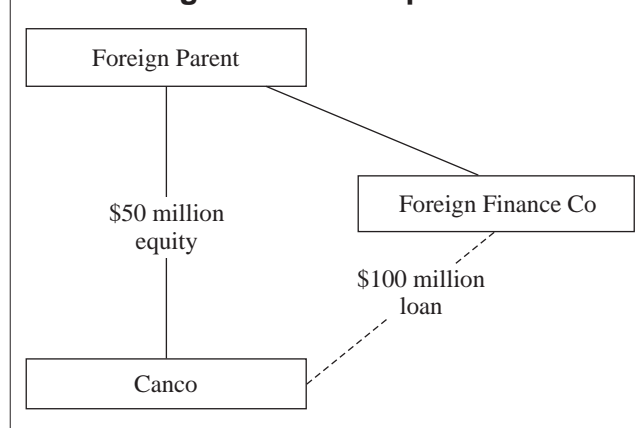 Foreign Parent
$50 million
equity
Foreign Finance Co
$100 million
loan
Canco